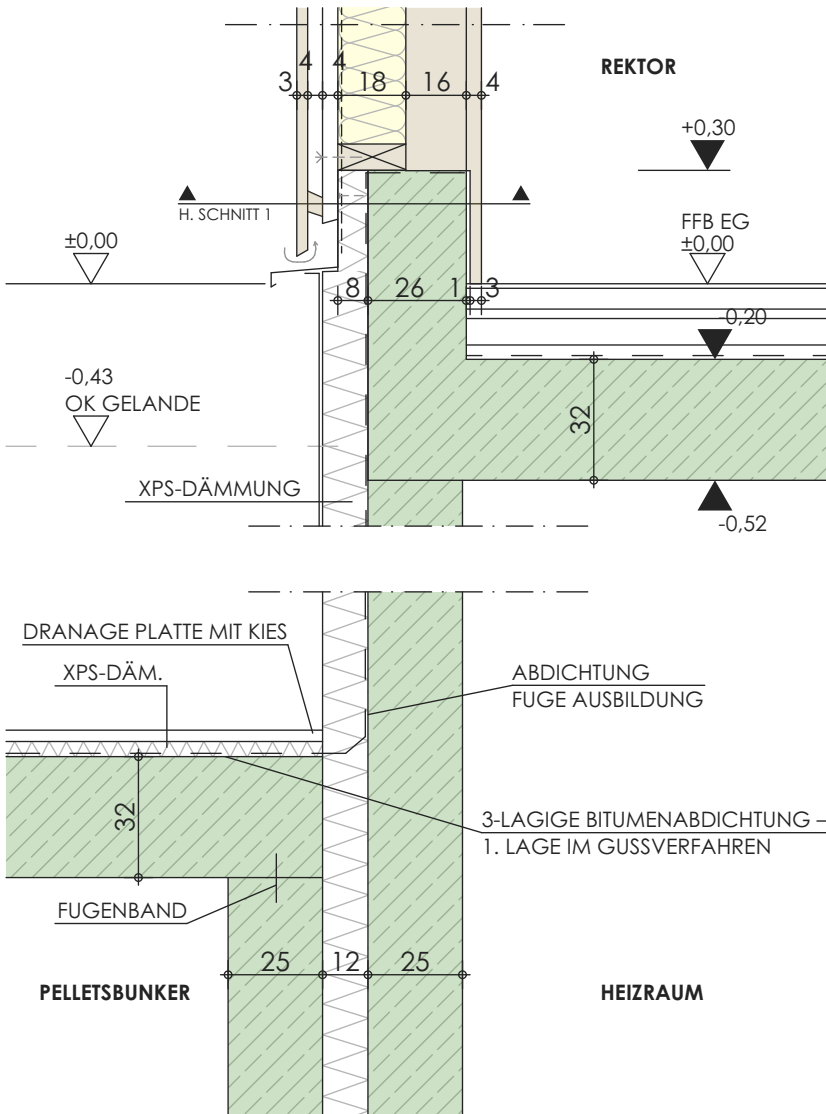 REKTOR
3 4 4 18 16 4
+0,30
H. SCHNITT 1
±0,00
FFB EG
±0,00
8 26 1 3
-0,20
-0,43
OK GELANDE
32
XPS-DÄMMUNG
-0,52
DRANAGE PLATTE MIT KIES
XPS-DÄM.
ABDICHTUNG
FUGE AUSBILDUNG
32
3-LAGIGE BITUMENABDICHTUNG –
1. LAGE IM GUSSVERFAHREN
FUGENBAND
25 12 25
PELLETSBUNKER
HEIZRAUM